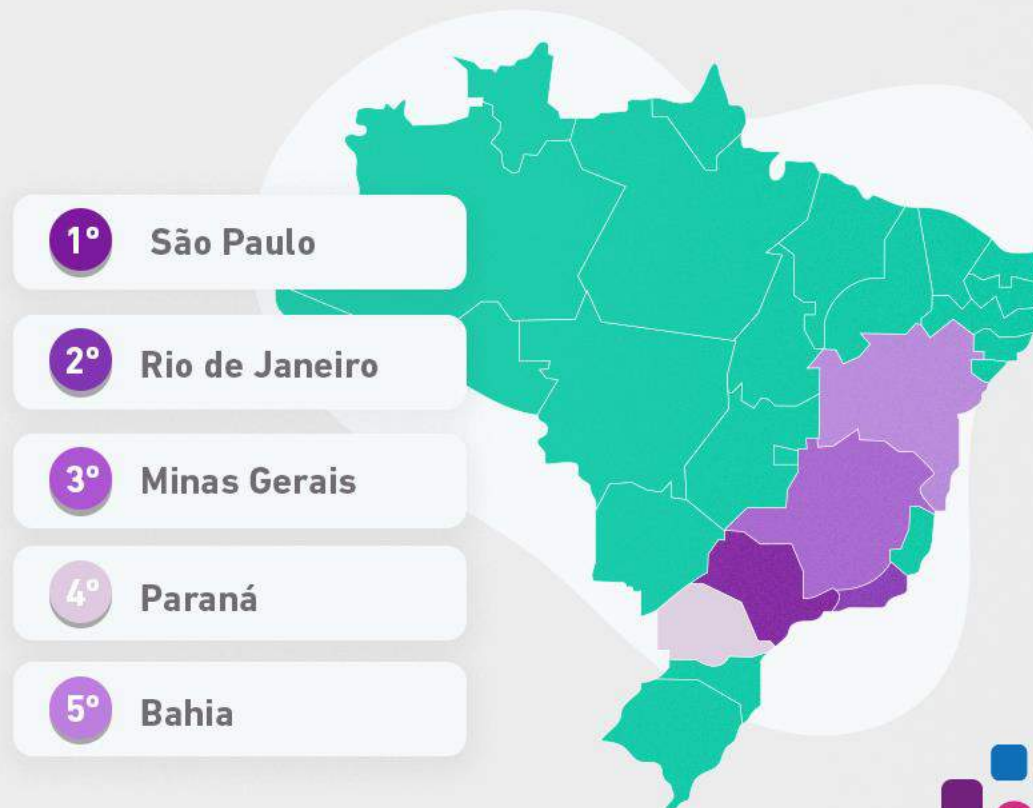 1º São Paulo
2º Rio de Janeiro
3º Minas Gerais
4º Paraná
5º Bahia